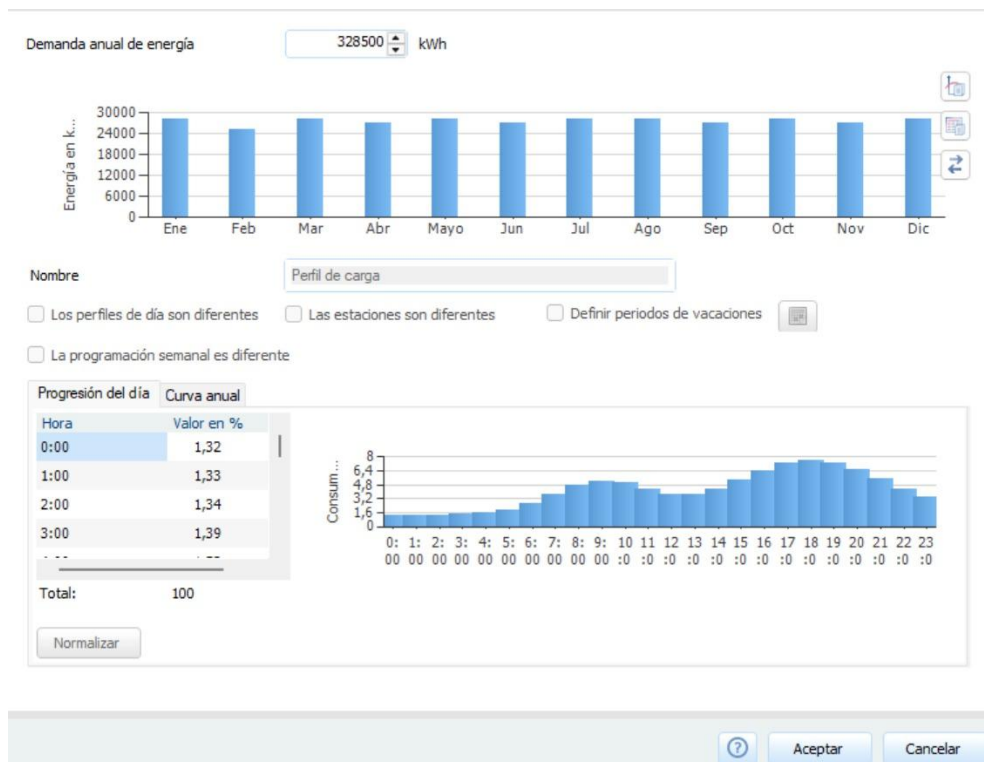 Demanda anual de energía 328500 kWh
Energía en k...
30000
24000
18000
12000
6000
0
Ene Feb Mar Abr Mayo Jun Jul Ago Sep Oct Nov Dic
Nombre Perfil de carga
Los perfiles de día son diferentes Las estaciones son diferentes Definir periodos de vacaciones
La programación semanal es diferente
Progresión del día Curva anual
Hora Valor en %
0:00 1,32
1:00 1,33
2:00 1,34
3:00 1,39
Total: 100
Consum...
8
6,4
4,8
3,2
1,6
0
0: 1: 2: 3: 4: 5: 6: 7: 8: 9: 10 11 12 13 14 15 16 17 18 19 20 21 22 23
00 00 00 00 00 00 00 00 00 00 :0 :0 :0 :0 :0 :0 :0 :0 :0 :0 :0 :0 :0 :0
Normalizar
? Aceptar Cancelar